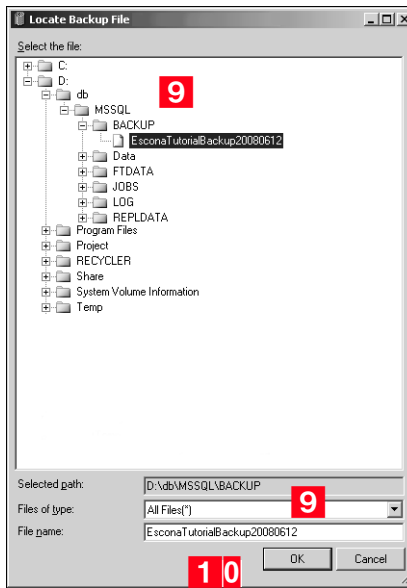 Locate Backup File
Select the file:
C:
D:
db
9
MSSQL
BACKUP
EsconaTutorialBackup20080612
Data
FTDATA
JOBS
LOG
REPLDATA
Program Files
Project
RECYCLER
Share
System Volume Information
Temp
Selected path: D:\db\MSSQL\BACKUP
Files of type: All Files(*) 9
File name: EsconaTutorialBackup20080612
10 OK Cancel